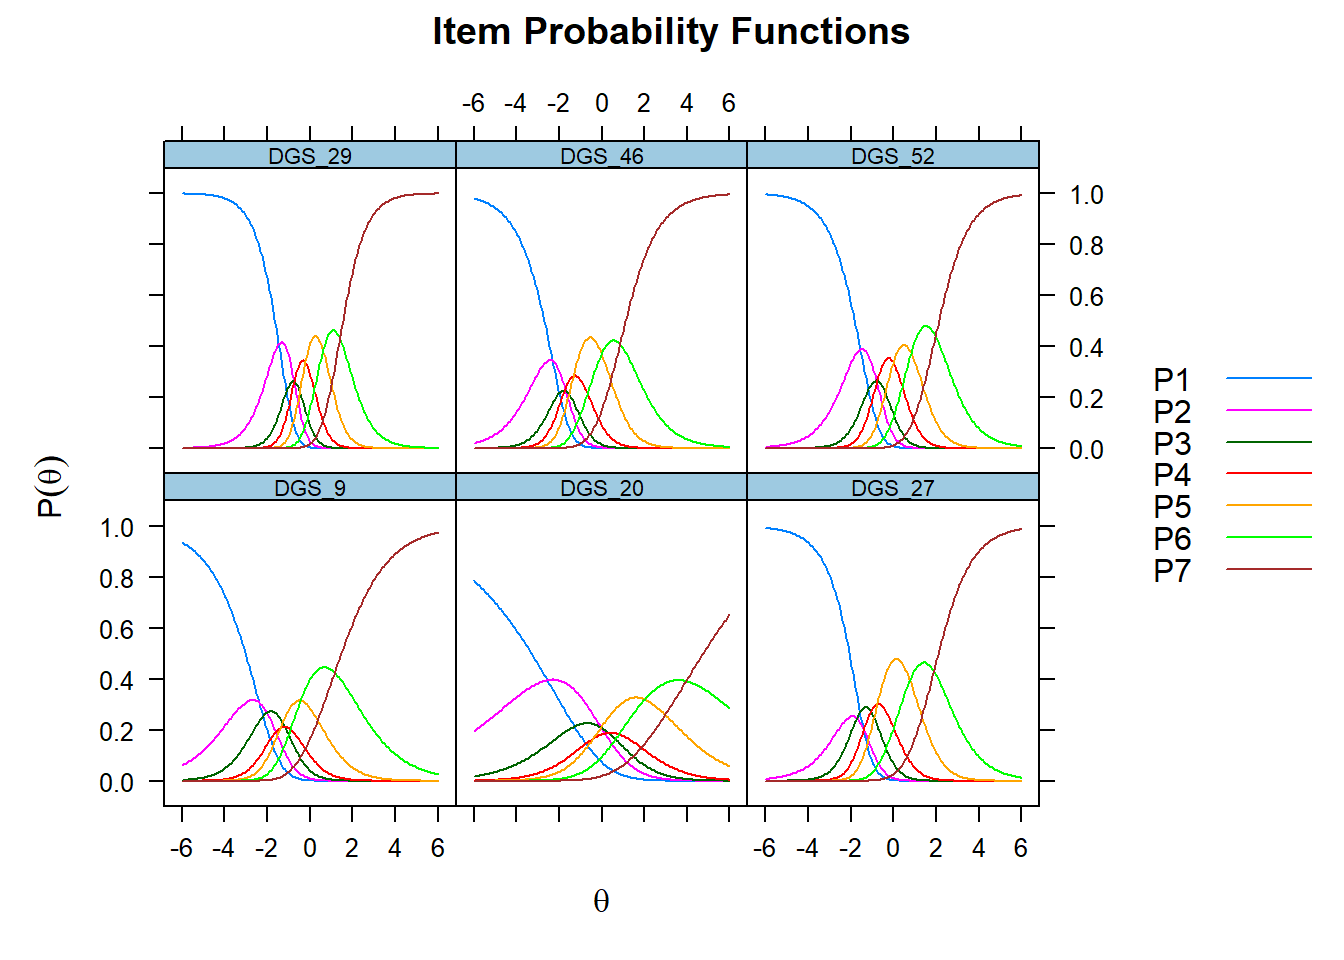 Item Probability Functions
-6 -4 -2 0 2 4 6
DGS_29 DGS_46 DGS_52
1.0
0.8
0.6
0.4
0.2
0.0
DGS_9 DGS_20 DGS_27
1.0
0.8
0.6
0.4
0.2
0.0
-6 -4 -2 0 2 4 6 -6 -4 -2 0 2 4 6
θ
P(θ)
P1
P2
P3
P4
P5
P6
P7